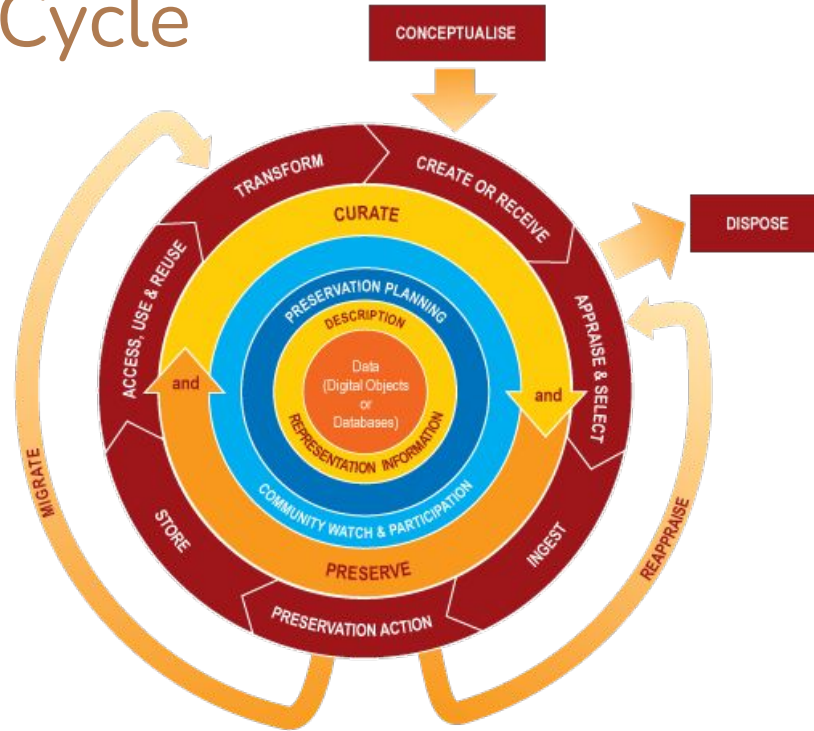 Cycle
CONCEPTUALISE
TRANSFORM
CREATE OR RECEIVE
DISPOSE
CURATE
ACCESS, USE & REUSE
PRESERVATION PLANNING
APPRAISE & SELECT
DESCRIPTION
Data
(Digital Objects
or
Databases)
and
and
REPRESENTATION INFORMATION
MIGRATE
COMMUNITY WATCH & PARTICIPATION
STORE
INGEST
REAPPRAISE
PRESERVE
PRESERVATION ACTION